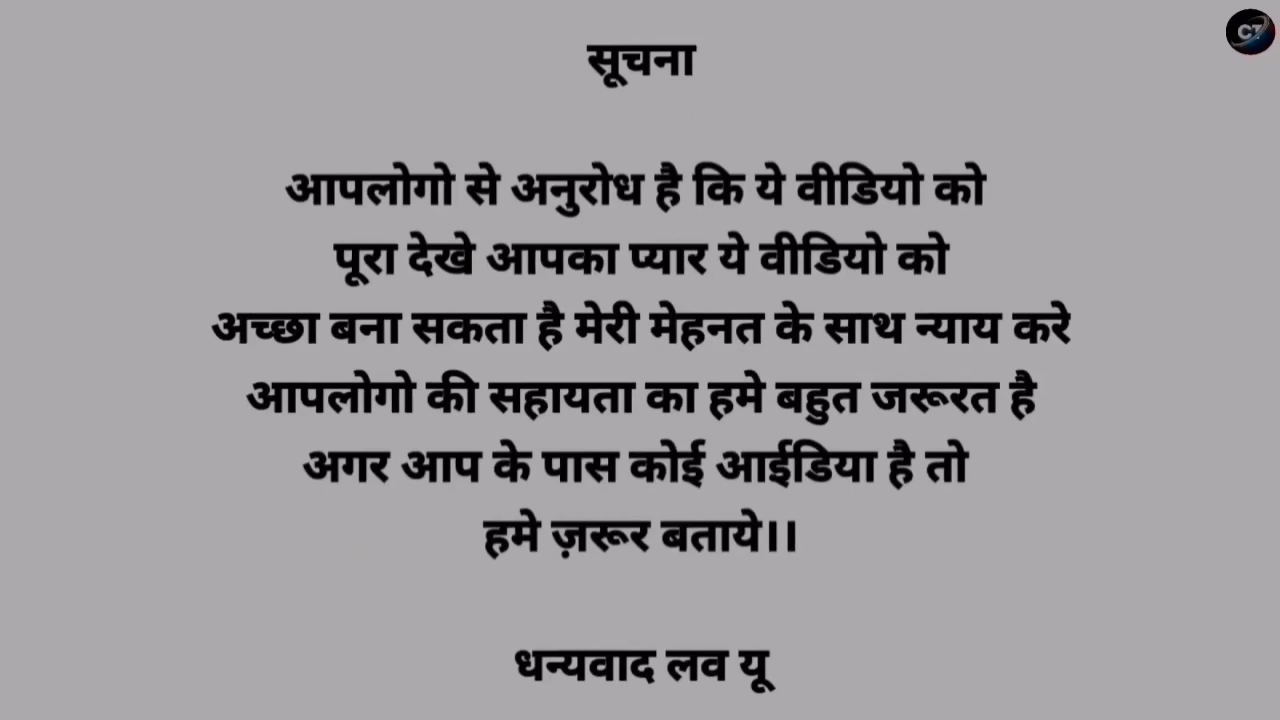 सूचना
आपलोगो से अनुरोध है कि ये वीडियो को
पूरा देखे आपका प्यार ये वीडियो को
अच्छा बना सकता है मेरी मेहनत के साथ न्याय करे
आपलोगो की सहायता का हमे बहुत जरूरत है
अगर आप के पास कोई आईडिया है तो
हमे ज़रूर बताये।।
धन्यवाद लव यू